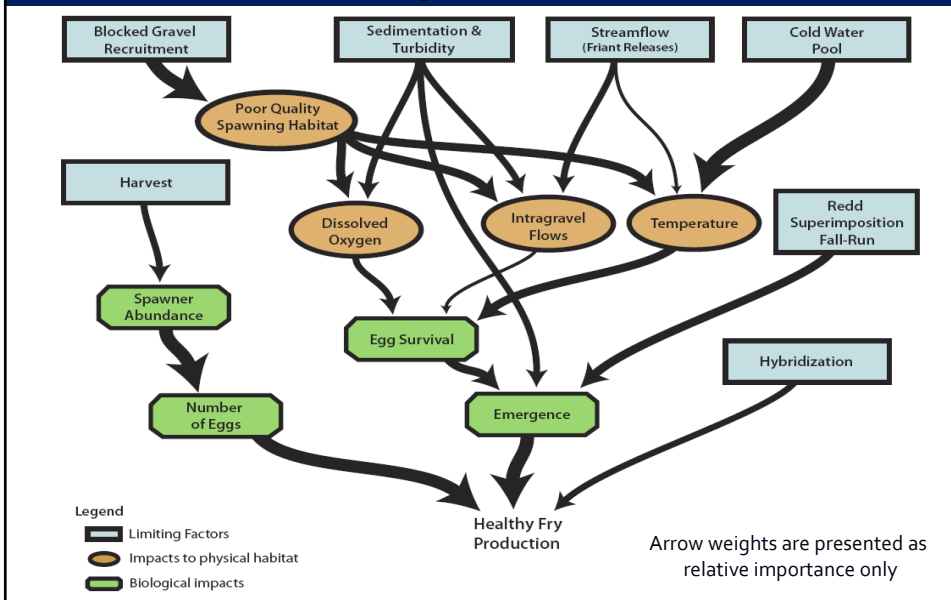 Blocked Gravel
Recruitment
Sedimentation &
Turbidity
Streamflow
(Friant Releases)
Cold Water
Pool
Poor Quality
Spawning Habitat
Harvest
Dissolved
Oxygen
Intragravel
Flows
Temperature
Redd
Superimposition
Fall-Run
Spawner
Abundance
Egg Survival
Hybridization
Number
of Eggs
Emergence
Healthy Fry
Production
Legend
Limiting Factors
Impacts to physical habitat
Biological impacts
Arrow weights are presented as
relative importance only